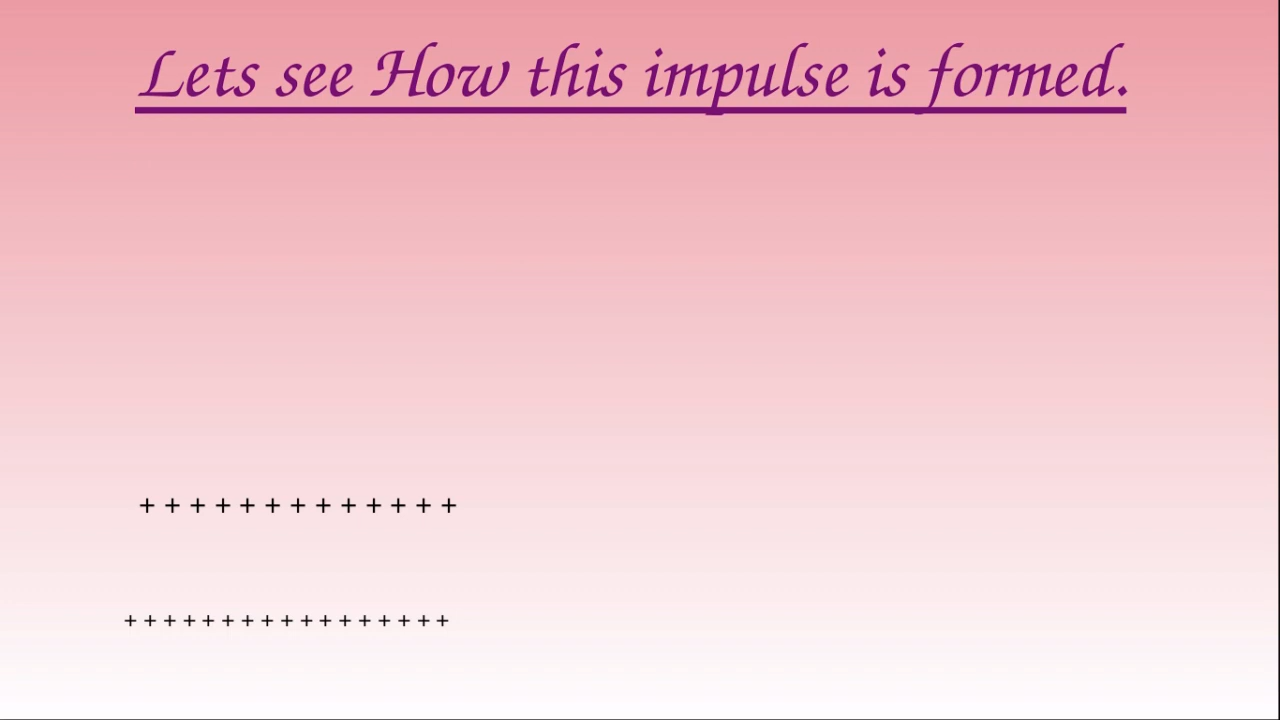 Lets see How this impulse is formed.
+ + + + + + + + + + + + +
+ + + + + + + + + + + + + + + + +